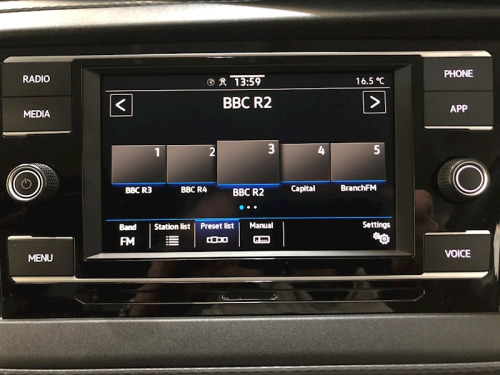 RADIO
MEDIA
MENU
13:59
16.5 °C
<
BBC R2
>
1
2
3
4
5
BBC R3
BBC R4
BBC R2
Capital
BranchFM
Band
FM
Station list
Preset list
Manual
Settings
PHONE
APP
VOICE